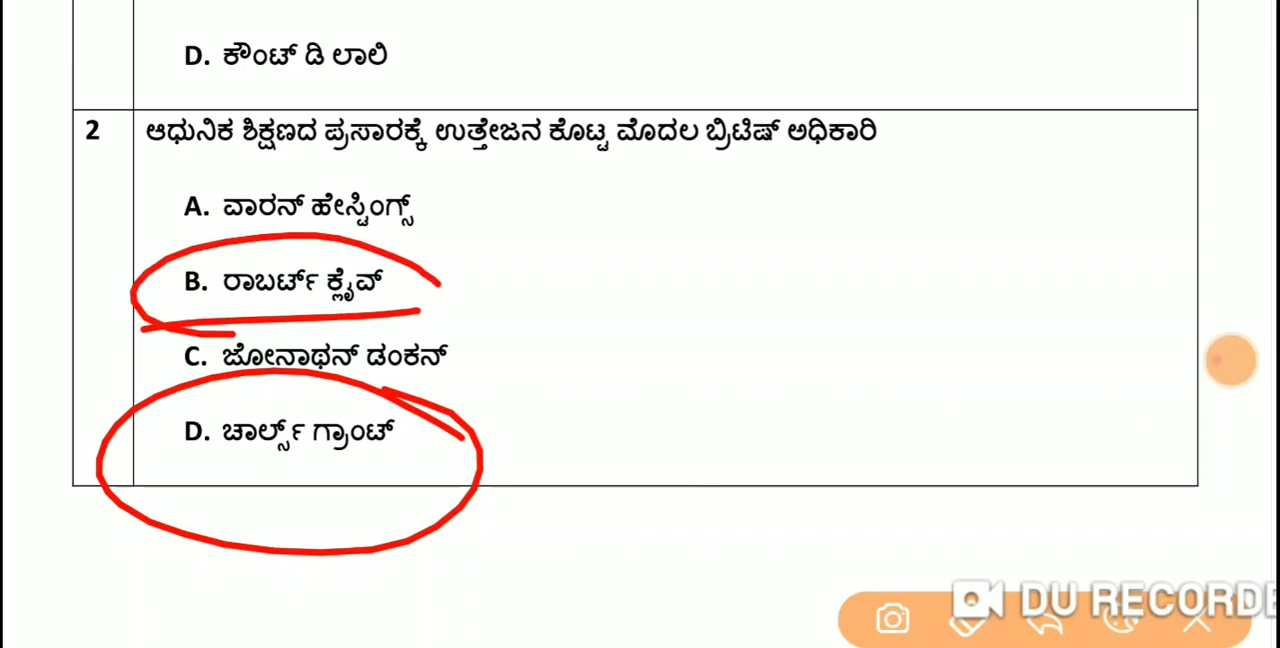 D. ಕೌಂಟ್ ಡಿ ಲಾಲಿ
2 ಆಧುನಿಕ ಶಿಕ್ಷಣದ ಪ್ರಸಾರಕ್ಕೆ ಉತ್ತೇಜನ ಕೊಟ್ಟ ಮೊದಲ ಬ್ರಿಟಿಷ್ ಅಧಿಕಾರಿ
A. ವಾರನ್ ಹೇಸ್ಟಿಂಗ್ಸ್
B. ರಾಬರ್ಟ್ ಕ್ಲೈವ್
C. ಜೋನಾಥನ್ ಡಂಕನ್
D. ಚಾರ್ಲ್ಸ್ ಗ್ರಾಂಟ್
DU RECORDE